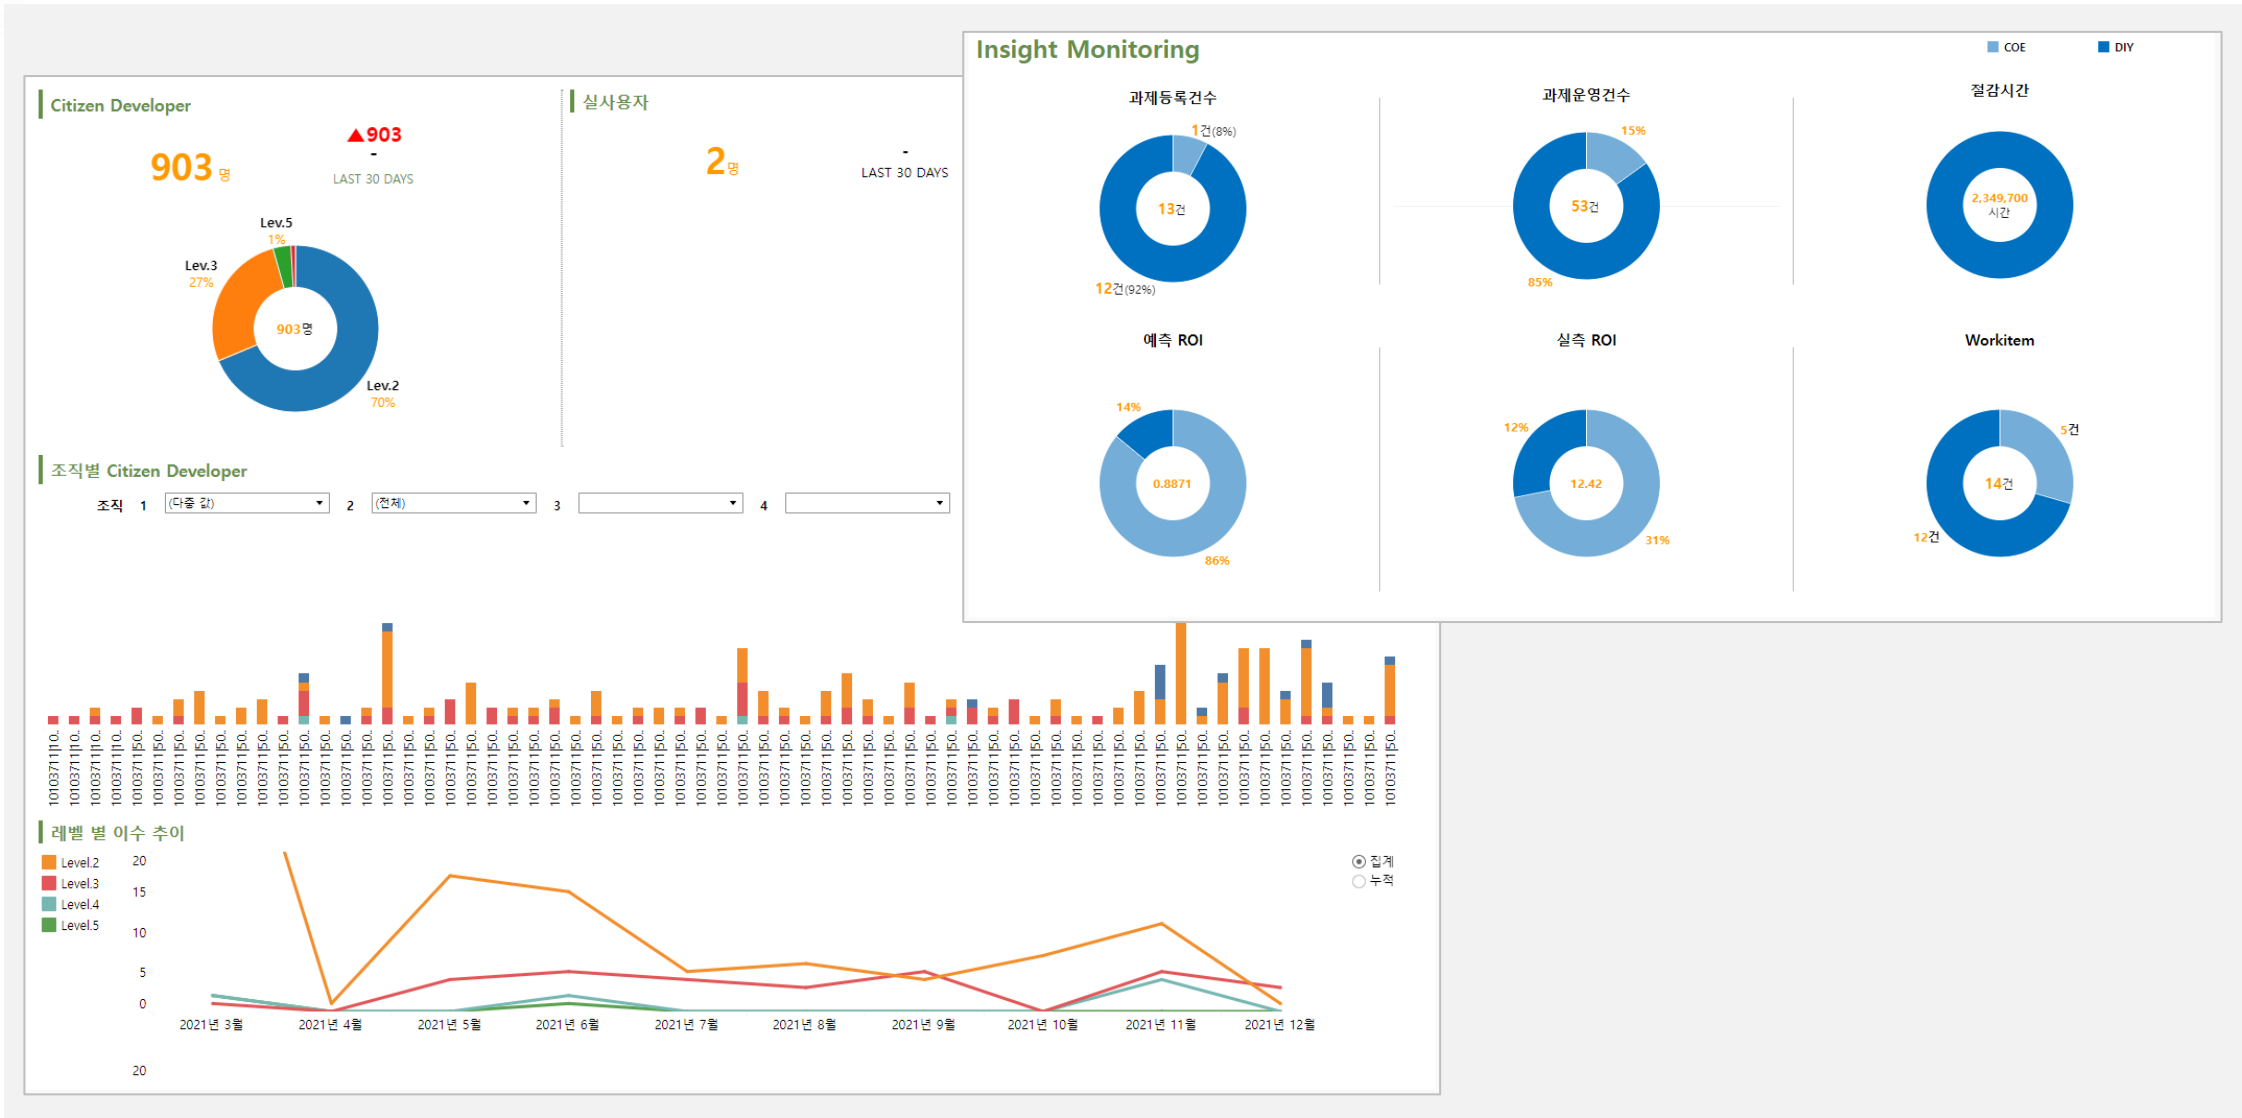 Insight Monitoring
COE
DIY
과제등록건수
1건(8%)
13건
12건(92%)
과제운영건수
15%
53건
85%
절감시간
2,349,700
시간
예측 ROI
14%
0.8871
86%
실측 ROI
12%
12.42
31%
Workitem
5건
14건
12건
Citizen Developer
903 명
▲903
-
LAST 30 DAYS
Lev.5
1%
Lev.3
27%
903명
Lev.2
70%
실사용자
2명
-
LAST 30 DAYS
조직별 Citizen Developer
조직 1 (다중 값) 2 (전체) 3 4
레벨 별 이수 추이
Level.2
Level.3
Level.4
Level.5
20
15
10
5
0
2021년 3월 2021년 4월 2021년 5월 2021년 6월 2021년 7월 2021년 8월 2021년 9월 2021년 10월 2021년 11월 2021년 12월
20
집계
누적